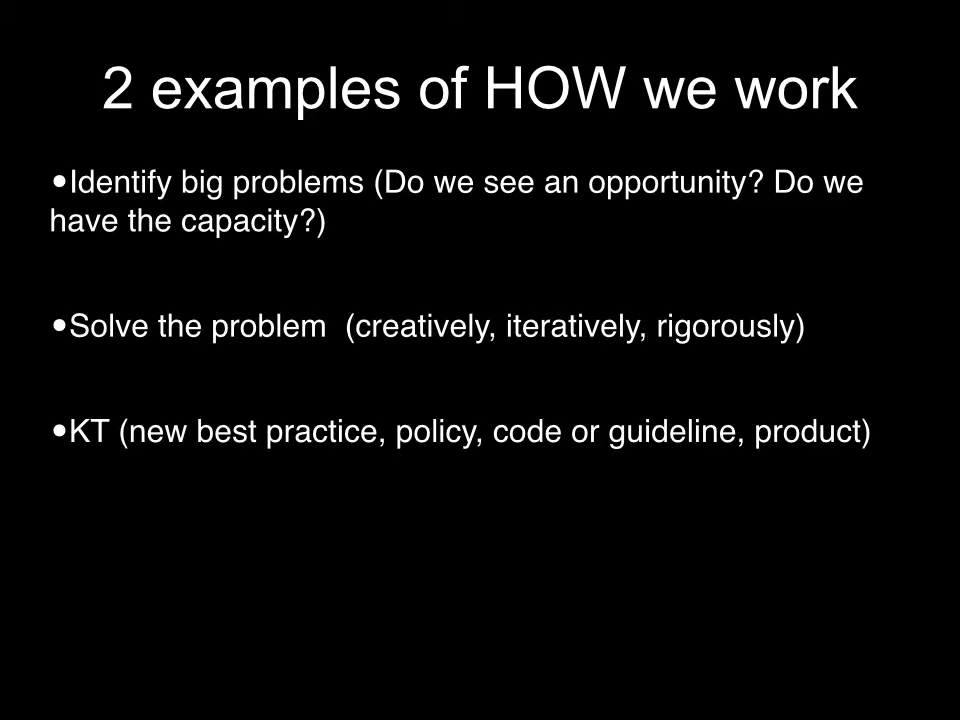 2 examples of HOW we work
•Identify big problems (Do we see an opportunity? Do we
have the capacity?)
•Solve the problem  (creatively, iteratively, rigorously)
•KT (new best practice, policy, code or guideline, product)